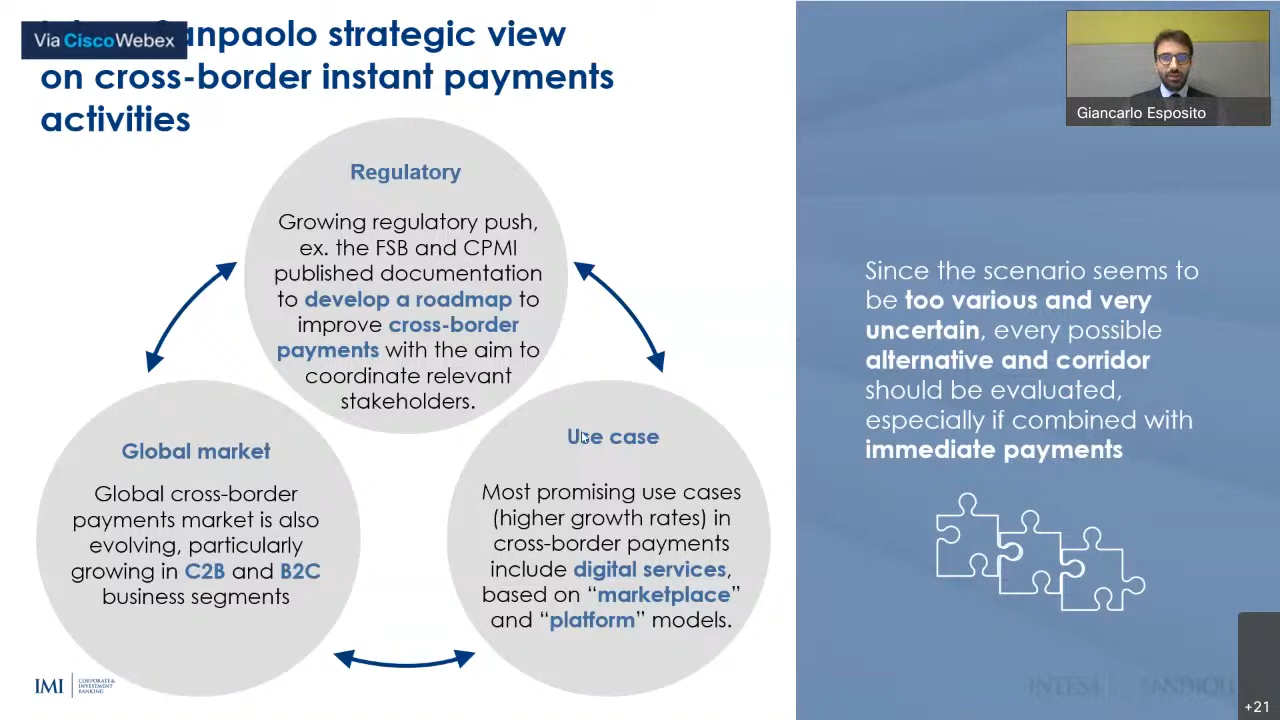 Via Cisco Webex
anpaolo strategic view
on cross-border instant payments
activities
Regulatory
Growing regulatory push,
ex. the FSB and CPMI
published documentation
to develop a roadmap to
improve cross-border
payments with the aim to
coordinate relevant
stakeholders.
Global market
Global cross-border
payments market is also
evolving, particularly
growing in C2B and B2C
business segments
Use case
Most promising use cases
(higher growth rates) in
cross-border payments
include digital services,
based on “marketplace”
and “platform” models.
IMI
CORPORATE &
INVESTMENT
BANKING
Giancarlo Esposito
Since the scenario seems to
be too various and very
uncertain, every possible
alternative and corridor
should be evaluated,
especially if combined with
immediate payments
+21